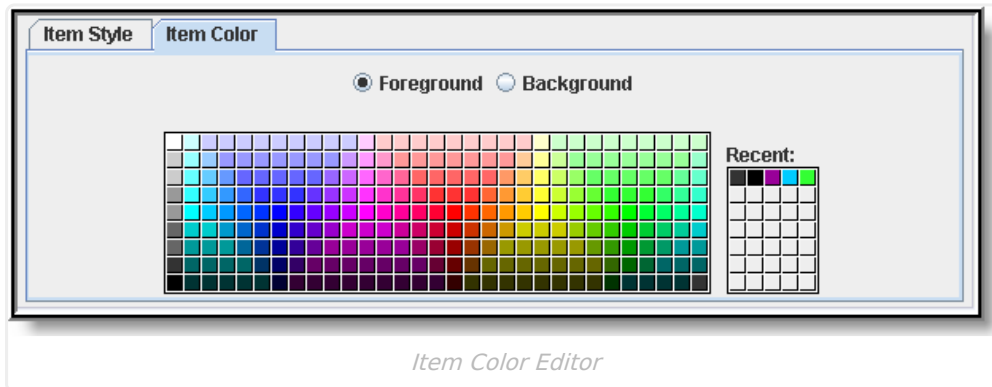 Item Style Item Color
Foreground Background
Recent:
Item Color Editor